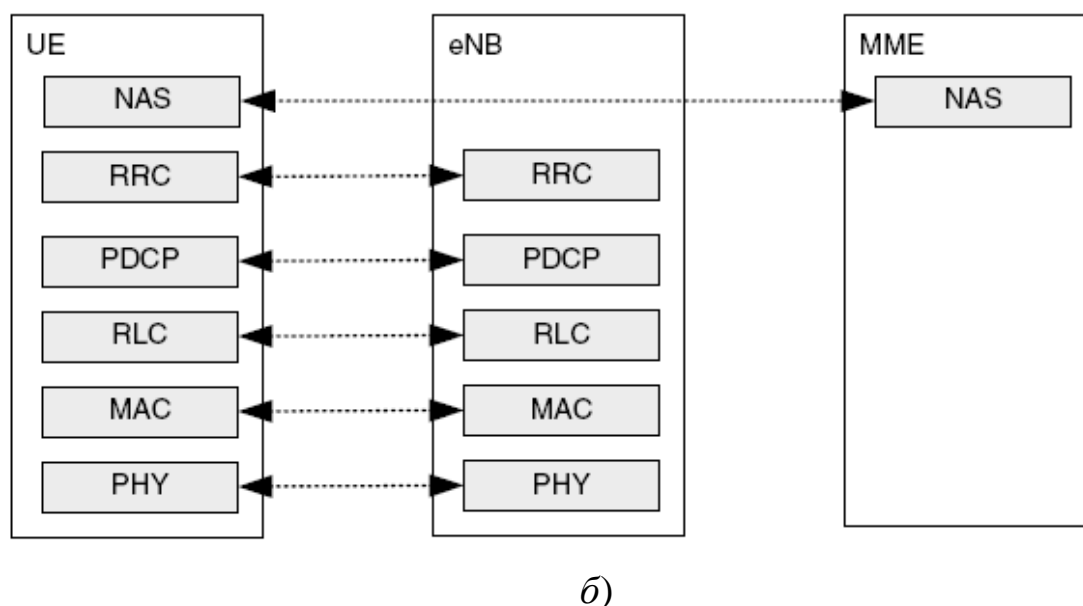 UE eNB MME
NAS NAS
RRC RRC
PDCP PDCP
RLC RLC
MAC MAC
PHY PHY
б)